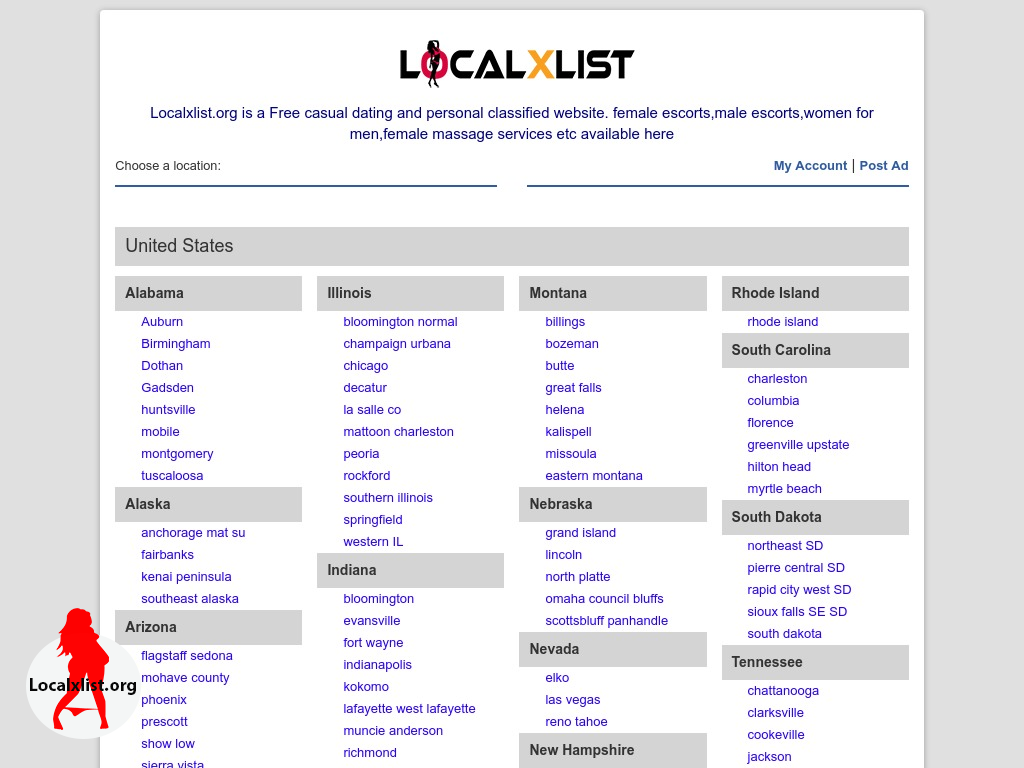 LOCALXLIST
Localxlist.org is a Free casual dating and personal classified website. female escorts,male escorts,women for
men,female massage services etc available here
Choose a location:
My Account | Post Ad
United States
Alabama
Auburn
Birmingham
Dothan
Gadsden
huntsville
mobile
montgomery
tuscaloosa
Alaska
anchorage mat su
fairbanks
kenai peninsula
southeast alaska
Arizona
flagstaff sedona
mohave county
phoenix
prescott
show low
sierra vista
Illinois
bloomington normal
champaign urbana
chicago
decatur
la salle co
mattoon charleston
peoria
rockford
southern illinois
springfield
western IL
Indiana
bloomington
evansville
fort wayne
indianapolis
kokomo
lafayette west lafayette
muncie anderson
richmond
Montana
billings
bozeman
butte
great falls
helena
kalispell
missoula
eastern montana
Nebraska
grand island
lincoln
north platte
omaha council bluffs
scottsbluff panhandle
Nevada
elko
las vegas
reno tahoe
New Hampshire
Rhode Island
rhode island
South Carolina
charleston
columbia
florence
greenville upstate
hilton head
myrtle beach
South Dakota
northeast SD
pierre central SD
rapid city west SD
sioux falls SE SD
south dakota
Tennessee
chattanooga
clarksville
cookeville
jackson
Localxlist.org